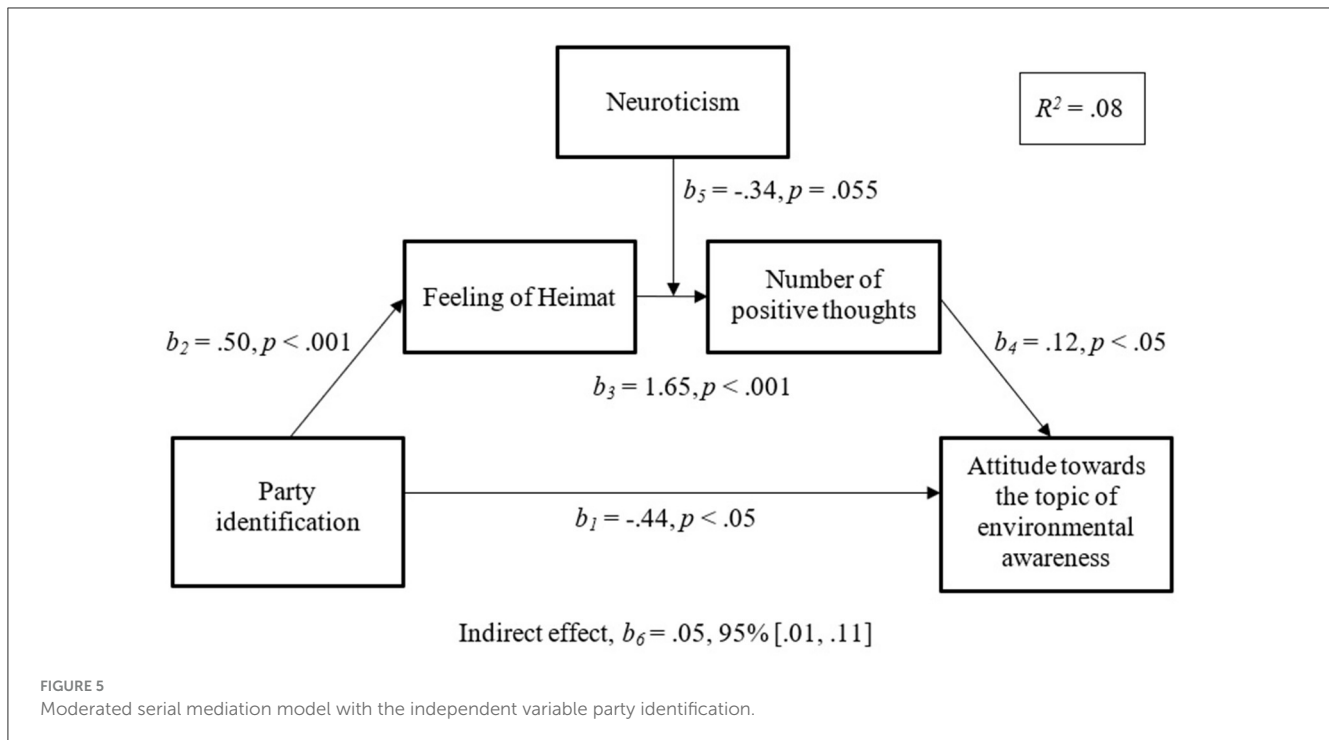 Neuroticism
R² = .08
b₅ = -.34, p = .055
Feeling of Heimat
Number of
positive thoughts
b₂ = .50, p < .001
b₄ = .12, p < .05
b₃ = 1.65, p < .001
Party
identification
b₁ = -.44, p < .05
Attitude towards
the topic of
environmental
awareness
Indirect effect, b₆ = .05, 95% [.01, .11]
FIGURE 5
Moderated serial mediation model with the independent variable party identification.